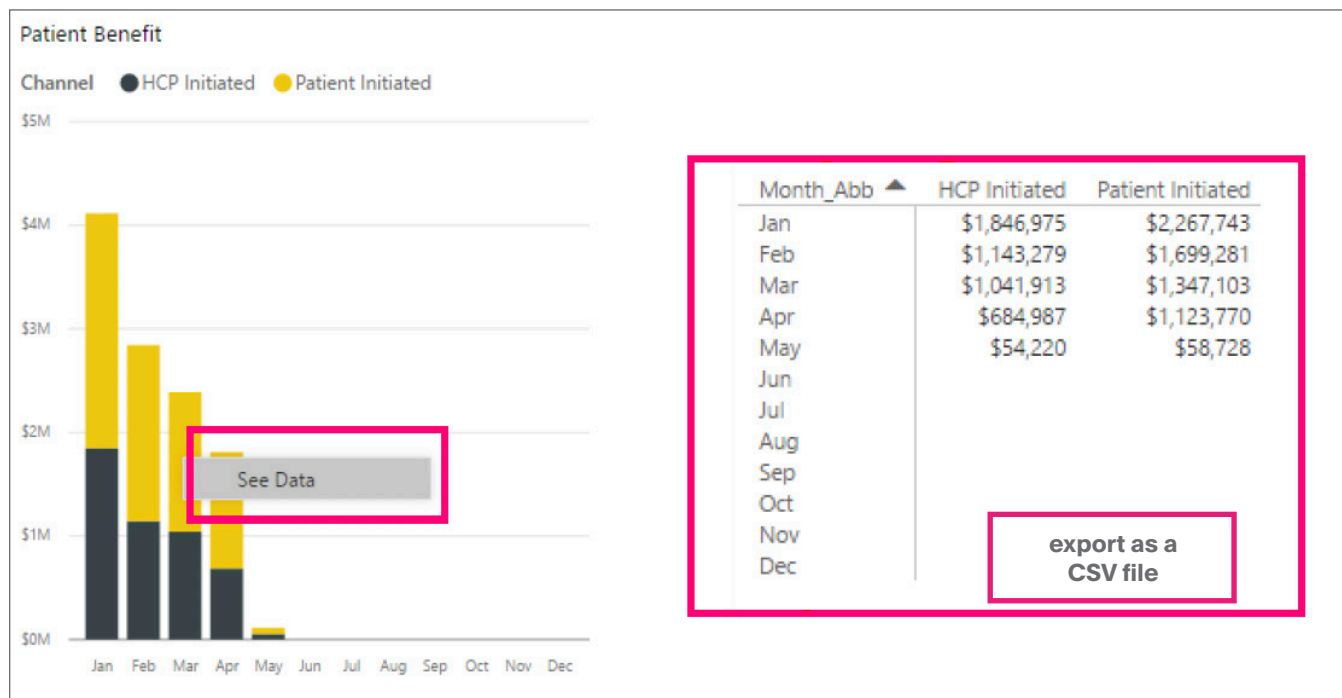 Patient Benefit
Channel HCP Initiated Patient Initiated
$5M
$4M
$3M
$2M
$1M
$0M
Jan Feb Mar Apr May Jun Jul Aug Sep Oct Nov Dec
See Data
Month_Abb HCP Initiated Patient Initiated
Jan $1,846,975 $2,267,743
Feb $1,143,279 $1,699,281
Mar $1,041,913 $1,347,103
Apr $684,987 $1,123,770
May $54,220 $58,728
Jun
Jul
Aug
Sep
Oct
Nov
Dec
export as a
CSV file